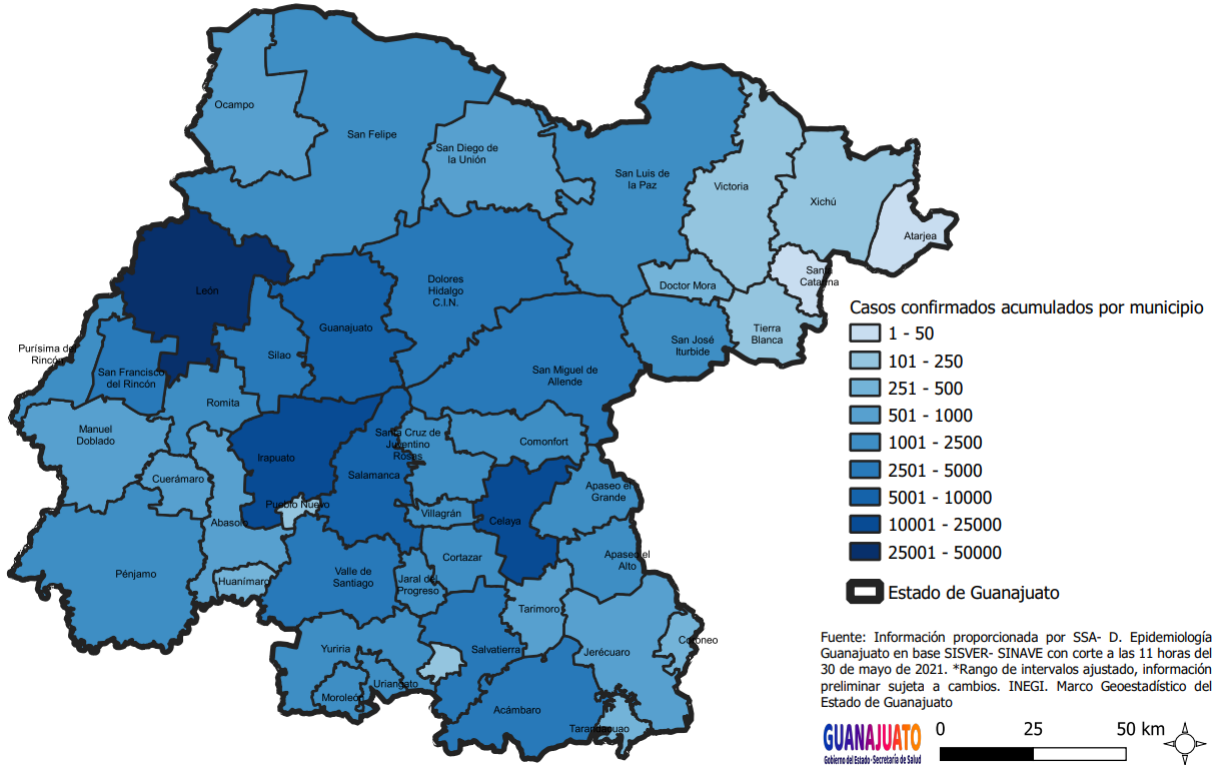 Ocampo
San Felipe
San Diego de
la Unión
San Luis de
la Paz
Victoria
Xichú
Atarjea
León
Dolores
Hidalgo
C.I.N.
Doctor Mora
Santa
Catarina
Guanajuato
Tierra
Blanca
Purísima del
Rincón
San Francisco
del Rincón
Silao
San José
Iturbide
San Miguel de
Allende
Romita
Manuel
Doblado
Santa Cruz de
Juventino
Rosas
Comonfort
Irapuato
Salamanca
Cuerámaro
Apaseo el
Grande
Pueblo Nuevo
Villagrán
Celaya
Abasolo
Cortazar
Apaseo el
Alto
Pénjamo
Huanímaro
Valle de
Santiago
Jaral del
Progreso
Tarimoro
Yuriria
Salvatierra
Jerécuaro
Coroneo
Uriangato
Moroleón
Acámbaro
Tarandacuao
Casos confirmados acumulados por municipio
1 - 50
101 - 250
251 - 500
501 - 1000
1001 - 2500
2501 - 5000
5001 - 10000
10001 - 25000
25001 - 50000
Estado de Guanajuato
Fuente: Información proporcionada por SSA- D. Epidemiología
Guanajuato en base SISVER- SINAVE con corte a las 11 horas del
30 de mayo de 2021. *Rango de intervalos ajustado, información
preliminar sujeta a cambios. INEGI. Marco Geoestadístico del
Estado de Guanajuato
GUANAJUATO
Gobierno del Estado · Secretaría de Salud
0 25 50 km